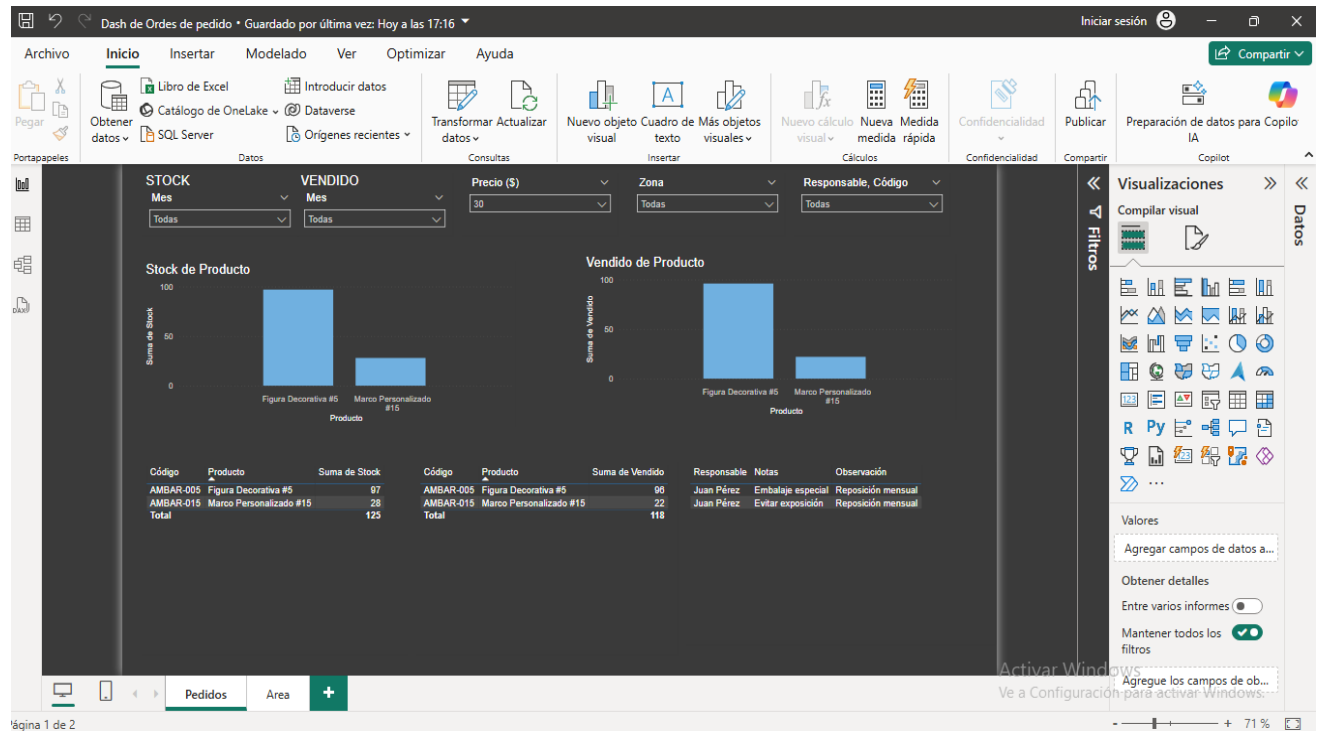 Dash de Ordes de pedido • Guardado por última vez: Hoy a las 17:16
Iniciar sesión
Archivo Inicio Insertar Modelado Ver Optimizar Ayuda
Compartir
Pegar
Portapapeles
Obtener datos
Libro de Excel
Catálogo de OneLake
SQL Server
Introducir datos
Dataverse
Orígenes recientes
Datos
Transformar datos
Actualizar
Consultas
Nuevo objeto visual
Cuadro de texto
Más objetos visuales
Insertar
Nuevo cálculo visual
Nueva medida
Medida rápida
Cálculos
Confidencialidad
Confidencialidad
Publicar
Compartir
Preparación de datos para IA
Copilo
Copilot
STOCK
Mes
Todas
VENDIDO
Mes
Todas
Precio ($)
30
Zona
Todas
Responsable, Código
Todas
Stock de Producto
Suma de Stock
100
50
0
Figura Decorativa #5
Marco Personalizado #15
Producto
Vendido de Producto
Suma de Vendido
100
50
0
Figura Decorativa #5
Marco Personalizado #15
Producto
Código Producto Suma de Stock
AMBAR-005 Figura Decorativa #5 97
AMBAR-015 Marco Personalizado #15 28
Total 125
Código Producto Suma de Vendido
AMBAR-005 Figura Decorativa #5 96
AMBAR-015 Marco Personalizado #15 22
Total 118
Responsable Notas Observación
Juan Pérez Embalaje especial Reposición mensual
Juan Pérez Evitar exposición Reposición mensual
Filtros
Visualizaciones
Compilar visual
R Py
123
Datos
Valores
Agregar campos de datos a...
Obtener detalles
Entre varios informes
Mantener todos los filtros
Agregue los campos de ob...
Activar Windows
Ve a Configuración para activar Windows.
Pedidos
Area
Página 1 de 2
- + 71 %